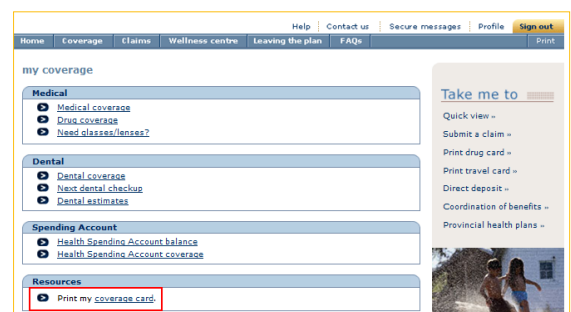 Help Contact us Secure messages Profile Sign out
Home Coverage Claims Wellness centre Leaving the plan FAQs Print
my coverage
Medical
Medical coverage
Drug coverage
Need glasses/lenses?
Dental
Dental coverage
Next dental checkup
Dental estimates
Spending Account
Health Spending Account balance
Health Spending Account coverage
Resources
Print my coverage card.
Take me to
Quick view »
Submit a claim »
Print drug card »
Print travel card »
Direct deposit »
Coordination of benefits »
Provincial health plans »